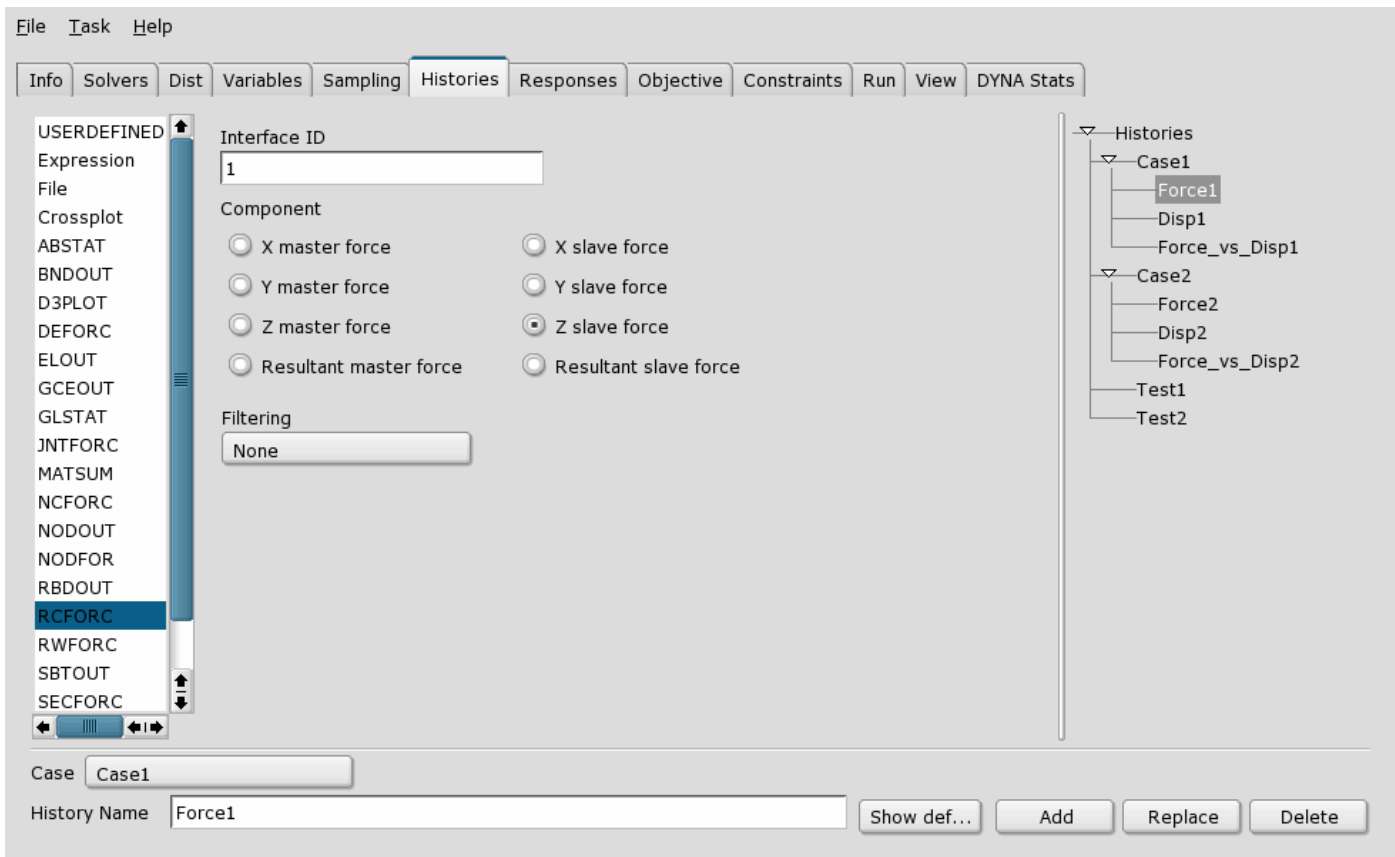 File Task Help
Info Solvers Dist Variables Sampling Histories Responses Objective Constraints Run View DYNA Stats
USERDEFINED
Expression
File
Crossplot
ABSTAT
BNDOUT
D3PLOT
DEFORC
ELOUT
GCEOUT
GLSTAT
JNTFORC
MATSUM
NCFORC
NODOUT
NODFOR
RBDOUT
RCFORC
RWFORC
SBTOUT
SECFORC
Interface ID
1
Component
X master force X slave force
Y master force Y slave force
Z master force Z slave force
Resultant master force Resultant slave force
Filtering
None
Histories
Case1
Force1
Disp1
Force_vs_Disp1
Case2
Force2
Disp2
Force_vs_Disp2
Test1
Test2
Case Case1
History Name Force1 Show def... Add Replace Delete